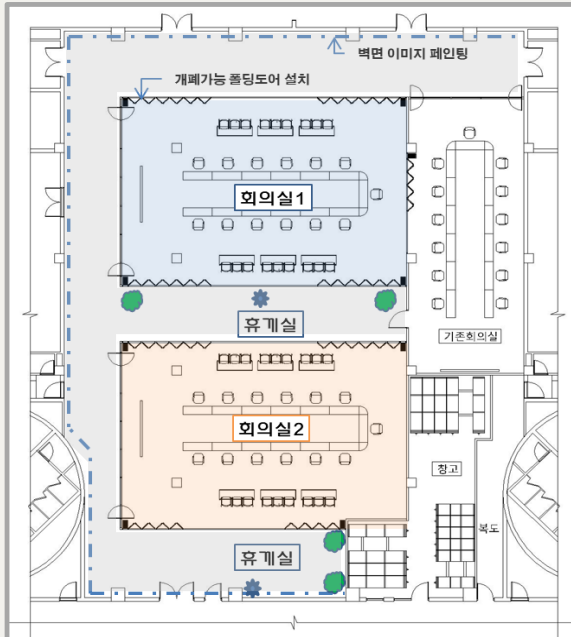 벽면 이미지 페인팅
개폐가능 폴딩도어 설치
회의실1
휴게실
기존회의실
회의실2
창고
복도
휴게실